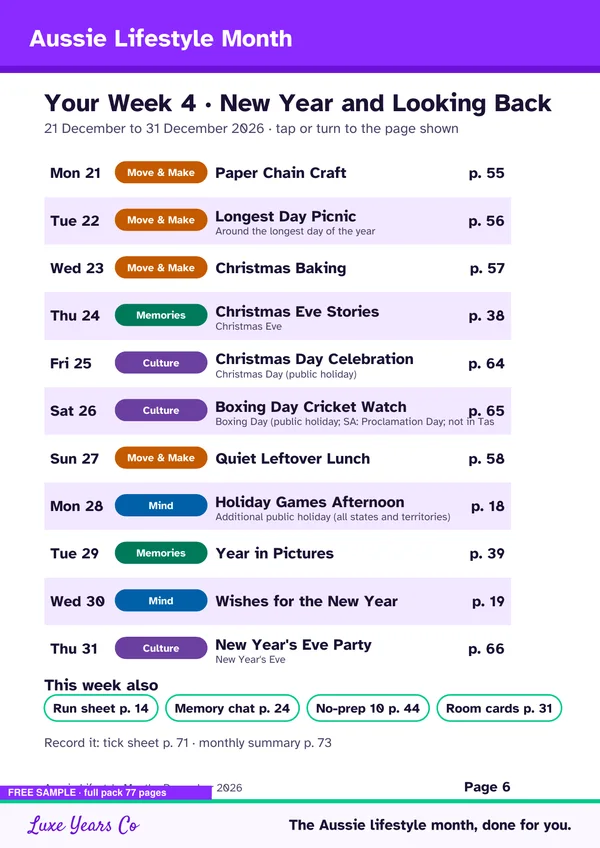 Aussie Lifestyle Month
Your Week 4 · New Year and Looking Back
21 December to 31 December 2026 · tap or turn to the page shown
Mon 21 Move & Make Paper Chain Craft p. 55
Tue 22 Move & Make Longest Day Picnic p. 56
Around the longest day of the year
Wed 23 Move & Make Christmas Baking p. 57
Thu 24 Memories Christmas Eve Stories p. 38
Christmas Eve
Fri 25 Culture Christmas Day Celebration p. 64
Christmas Day (public holiday)
Sat 26 Culture Boxing Day Cricket Watch p. 65
Boxing Day (public holiday; SA: Proclamation Day; not in Tas
Sun 27 Move & Make Quiet Leftover Lunch p. 58
Mon 28 Mind Holiday Games Afternoon p. 18
Additional public holiday (all states and territories)
Tue 29 Memories Year in Pictures p. 39
Wed 30 Mind Wishes for the New Year p. 19
Thu 31 Culture New Year's Eve Party p. 66
New Year's Eve
This week also
Run sheet p. 14 Memory chat p. 24 No-prep 10 p. 44 Room cards p. 31
Record it: tick sheet p. 71 · monthly summary p. 73
2026 Page 6
FREE SAMPLE · full pack 77 pages
Luxe Years Co The Aussie lifestyle month, done for you.